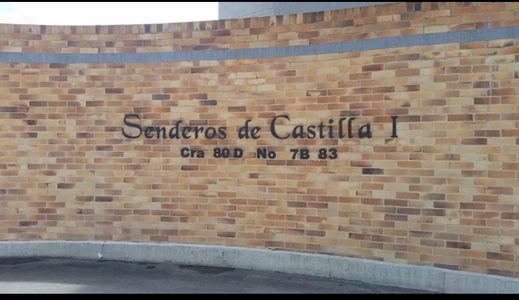 Senderos de Castilla I
Cra 80 D No 7B 83